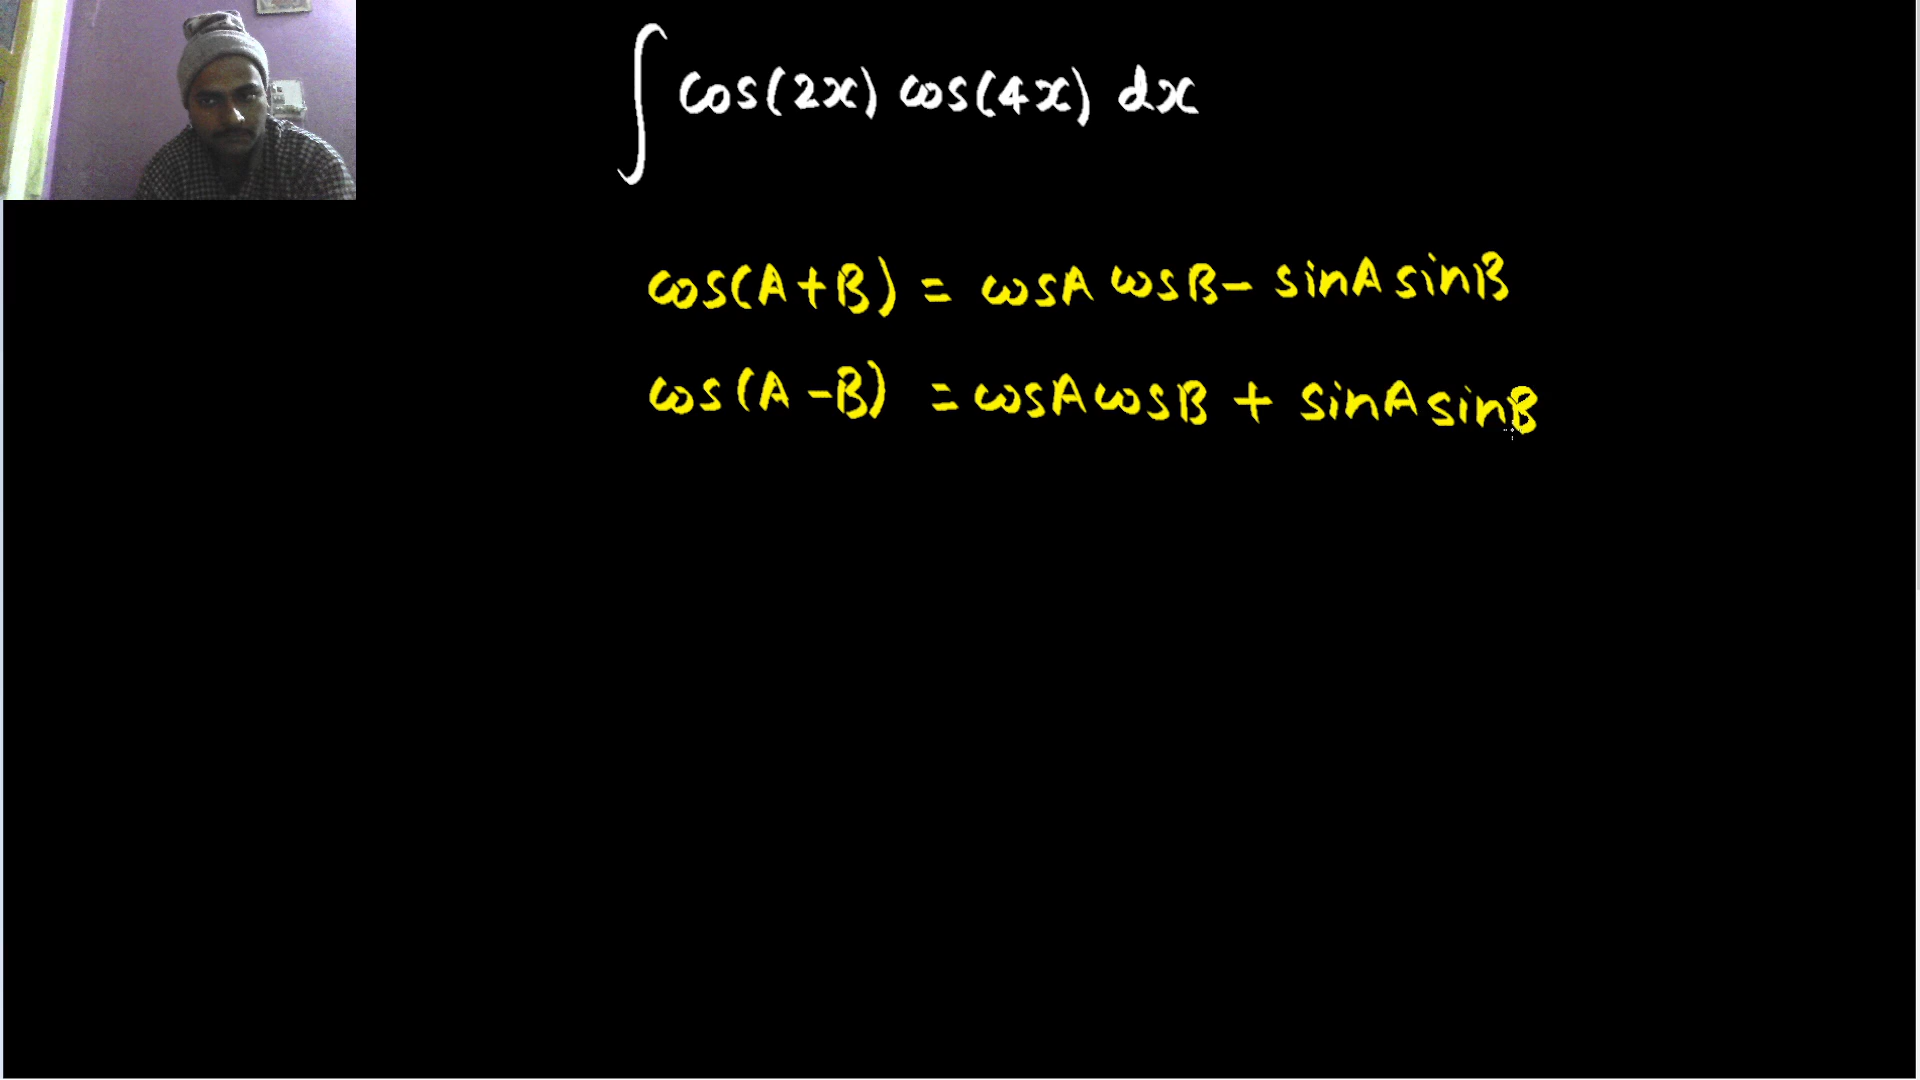 ∫ cos(2x) cos(4x) dx
cos(A+B) = cosA cosB - sinA sinB
cos(A-B) = cosA cosB + sinA sinB